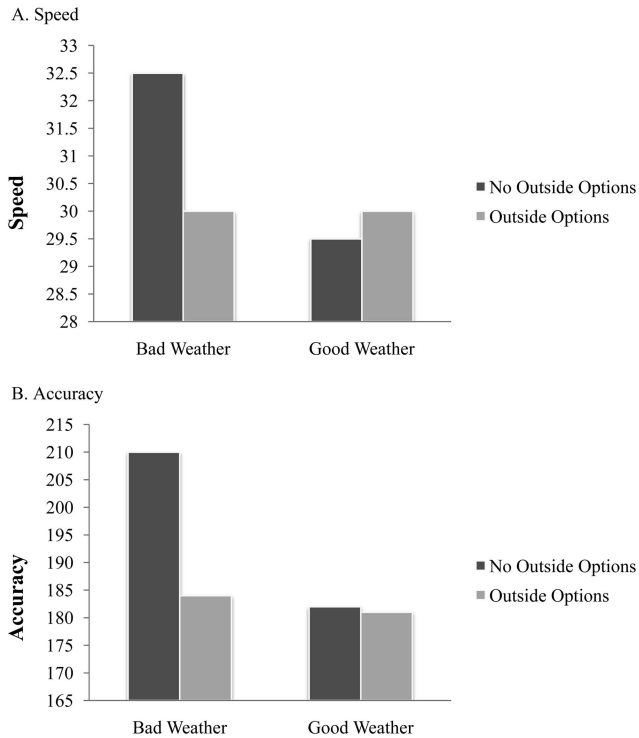 A. Speed
33
32.5
32
31.5
31
30.5
30
29.5
29
28.5
28
Speed
Bad Weather
Good Weather
No Outside Options
Outside Options
B. Accuracy
215
210
205
200
195
190
185
180
175
170
165
Accuracy
Bad Weather
Good Weather
No Outside Options
Outside Options